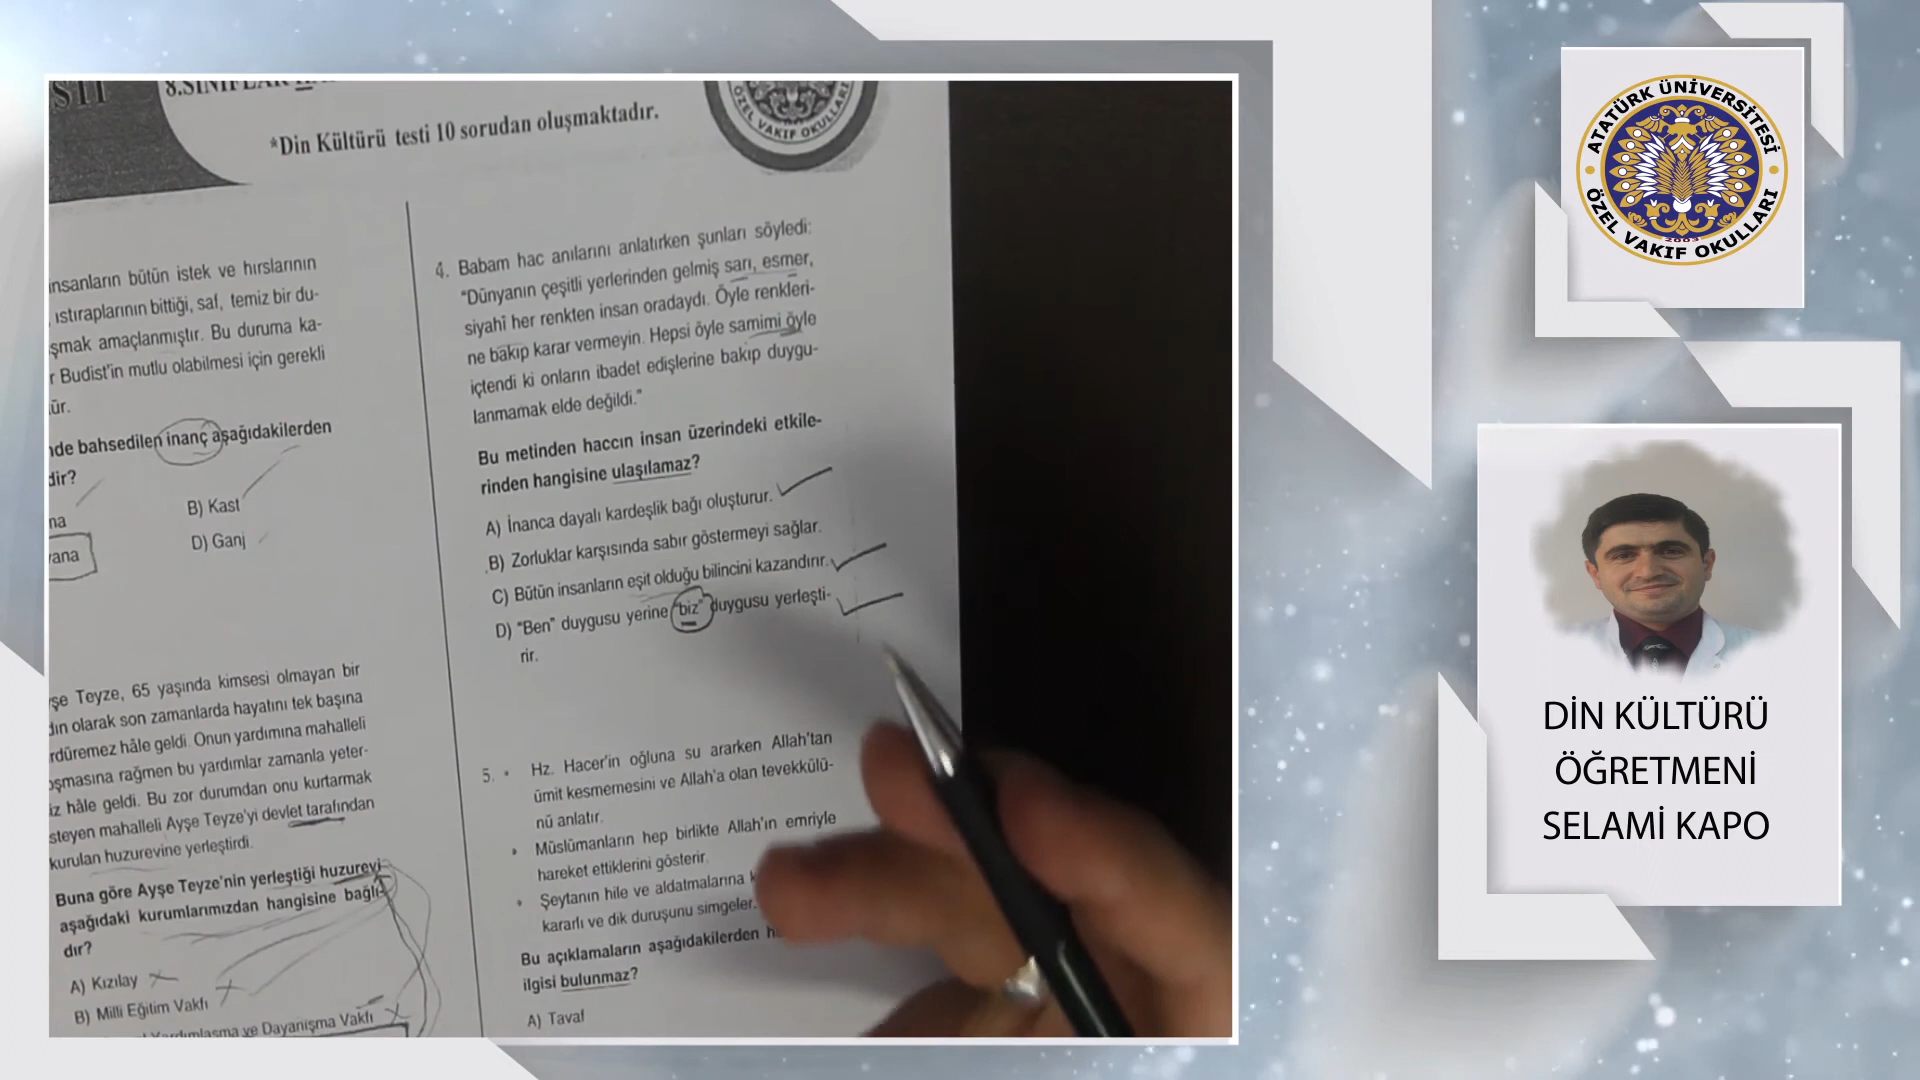 *Din Kültürü testi 10 sorudan oluşmaktadır.
ÖZEL VAKIF OKULLARI
insanların bütün istek ve hırslarının
ıstıraplarının bittiği, saf, temiz bir du-
şmak amaçlanmıştır. Bu duruma ka-
r Budist'in mutlu olabilmesi için gerekli
ür.
nde bahsedilen inanç aşağıdakilerden
dir?
na
B) Kast
ana
D) Ganj
şe Teyze, 65 yaşında kimsesi olmayan bir
dın olarak son zamanlarda hayatını tek başına
rdüremez hâle geldi. Onun yardımına mahalleli
oşmasına rağmen bu yardımlar zamanla yeter-
iz hâle geldi. Bu zor durumdan onu kurtarmak
steyen mahalleli Ayşe Teyze'yi devlet tarafından
kurulan huzurevine yerleştirdi.
Buna göre Ayşe Teyze'nin yerleştiği huzurevi
aşağıdaki kurumlarımızdan hangisine bağlı-
dır?
A) Kızılay
B) Milli Eğitim Vakfı
Yardımlaşma ve Dayanışma Vakfı
4. Babam hac anılarını anlatırken şunları söyledi:
“Dünyanın çeşitli yerlerinden gelmiş sarı, esmer,
siyahî her renkten insan oradaydı. Öyle renkleri-
ne bakıp karar vermeyin. Hepsi öyle samimi öyle
içtendi ki onların ibadet edişlerine bakıp duygu-
lanmamak elde değildi.”
Bu metinden haccın insan üzerindeki etkile-
rinden hangisine ulaşılamaz?
A) İnanca dayalı kardeşlik bağı oluşturur.
B) Zorluklar karşısında sabır göstermeyi sağlar.
C) Bütün insanların eşit olduğu bilincini kazandırır.
D) “Ben” duygusu yerine “biz” duygusu yerleşti-
rir.
5. • Hz. Hacer'in oğluna su ararken Allah'tan
ümit kesmemesini ve Allah'a olan tevekkülü-
nü anlatır.
• Müslümanların hep birlikte Allah'ın emriyle
hareket ettiklerini gösterir.
• Şeytanın hile ve aldatmalarına k
kararlı ve dik duruşunu simgeler.
Bu açıklamaların aşağıdakilerden h
ilgisi bulunmaz?
A) Tavaf
ATATÜRK ÜNİVERSİTESİ
2003
ÖZEL VAKIF OKULLARI
DİN KÜLTÜRÜ
ÖĞRETMENİ
SELAMİ KAPO